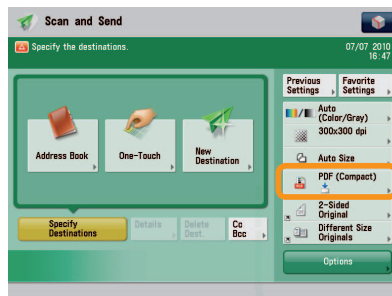 Scan and Send
Specify the destinations.
07/07 2010
16:47
Previous Settings
Favorite Settings
Address Book
One-Touch
New Destination
Auto (Color/Gray)
300x300 dpi
Auto Size
PDF (Compact)
2-Sided Original
Different Size Originals
Specify Destinations
Details
Delete Dest.
Cc Bcc
Options